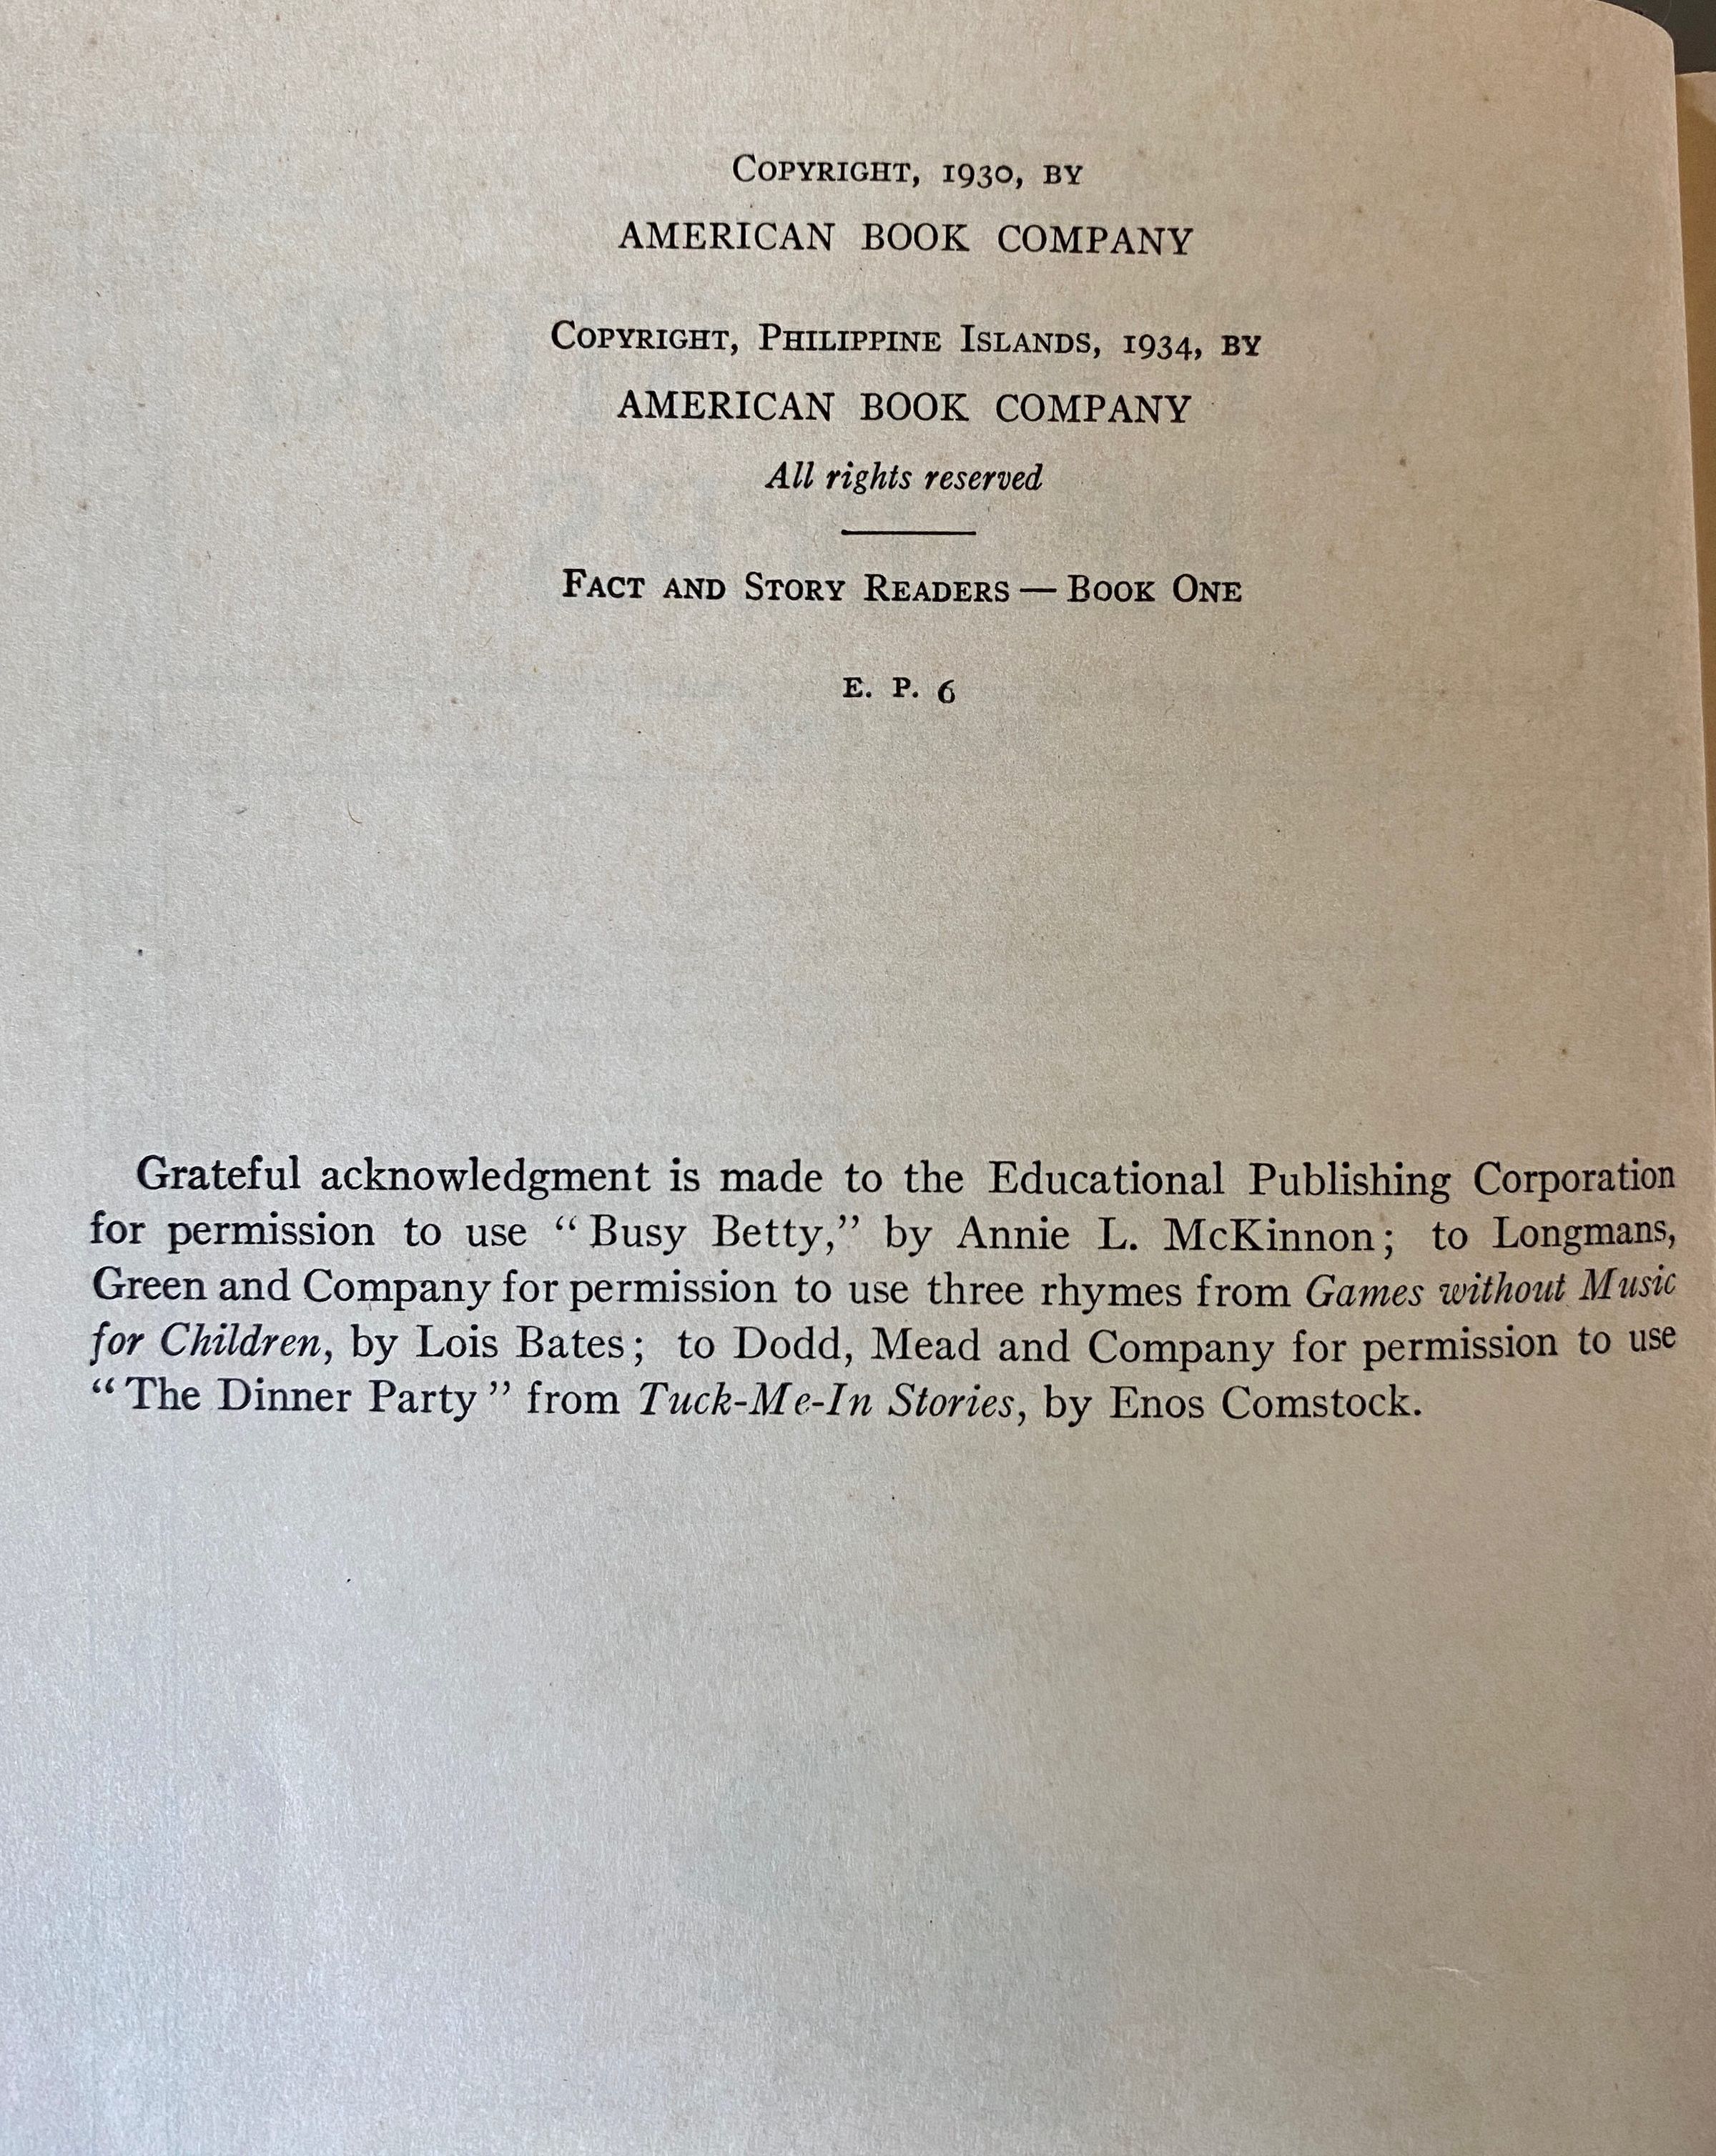 COPYRIGHT, 1930, BY
AMERICAN BOOK COMPANY
COPYRIGHT, PHILIPPINE ISLANDS, 1934, BY
AMERICAN BOOK COMPANY
All rights reserved
FACT AND STORY READERS — BOOK ONE
E. P. 6
Grateful acknowledgment is made to the Educational Publishing Corporation
for permission to use “Busy Betty,” by Annie L. McKinnon; to Longmans,
Green and Company for permission to use three rhymes from Games without Music
for Children, by Lois Bates; to Dodd, Mead and Company for permission to use
“The Dinner Party” from Tuck-Me-In Stories, by Enos Comstock.